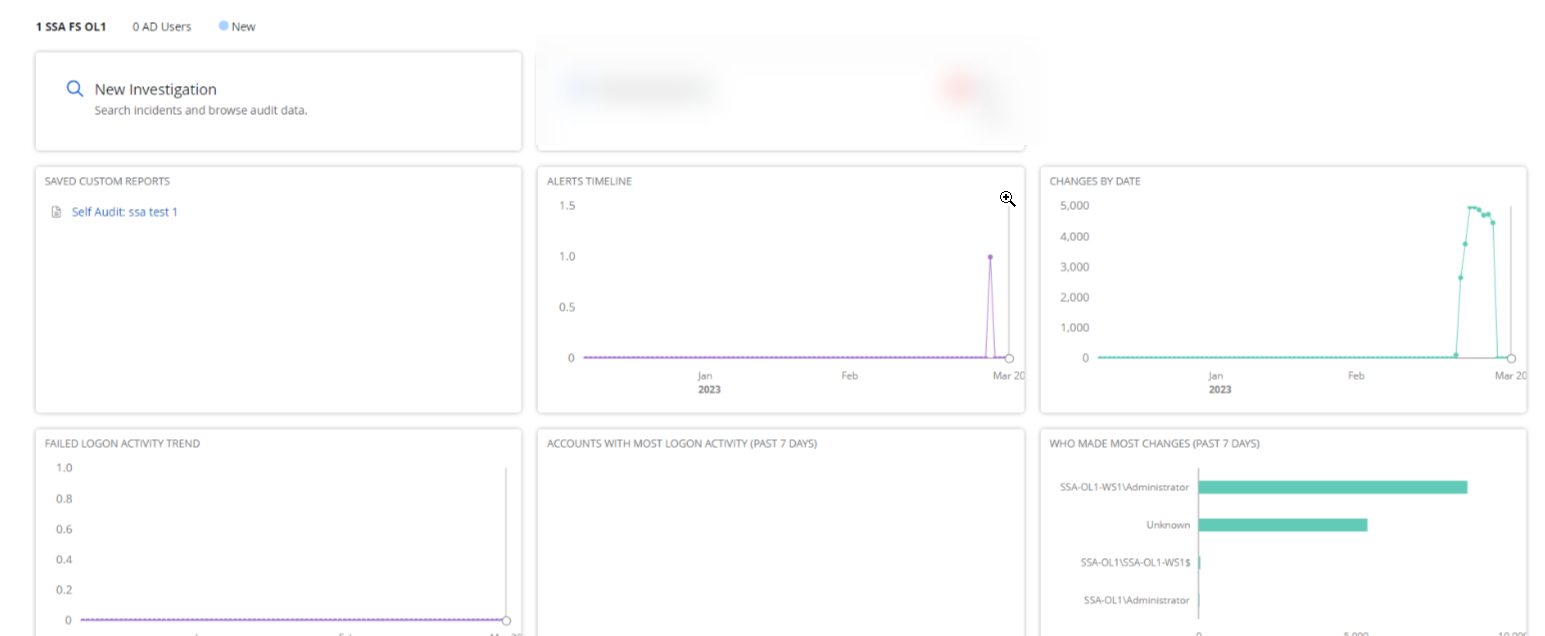 1 SSA FS OL1 0 AD Users New
New Investigation
Search incidents and browse audit data.
SAVED CUSTOM REPORTS
Self Audit: ssa test 1
ALERTS TIMELINE
1.5
1.0
0.5
0
Jan Feb Mar 20
2023
CHANGES BY DATE
5,000
4,000
3,000
2,000
1,000
0
Jan Feb Mar 20
2023
FAILED LOGON ACTIVITY TREND
1.0
0.8
0.6
0.4
0.2
0
ACCOUNTS WITH MOST LOGON ACTIVITY (PAST 7 DAYS)
WHO MADE MOST CHANGES (PAST 7 DAYS)
SSA-OL1-WS1\Administrator
Unknown
SSA-OL1\SSA-OL1-WS1$
SSA-OL1\Administrator
0 5,000 10,000